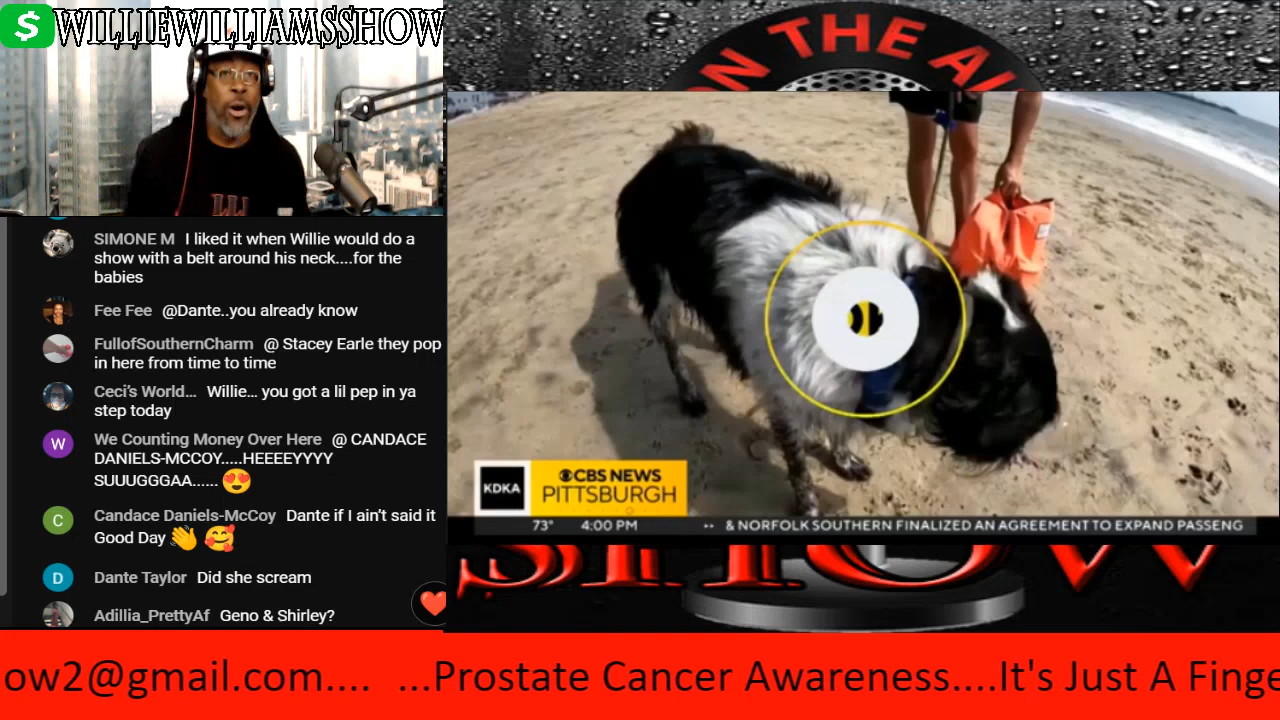 $WILLIEWILLIAMSSHOW
ON THE AI
SIMONE M I liked it when Willie would do a
show with a belt around his neck....for the
babies
Fee Fee @Dante..you already know
FullofSouthernCharm @ Stacey Earle they pop
in here from time to time
Ceci's World... Willie... you got a lil pep in ya
step today
W
We Counting Money Over Here @ CANDACE
DANIELS-MCCOY.....HEEEEYYYY
SUUUGGGAA......
C
Candace Daniels-McCoy Dante if I ain't said it
Good Day
D
Dante Taylor Did she scream
Adillia_PrettyAf Geno & Shirley?
KDKA
CBS NEWS
PITTSBURGH
73° 4:00 PM & NORFOLK SOUTHERN FINALIZED AN AGREEMENT TO EXPAND PASSENG
SHOW
ow2@gmail.com.... ...Prostate Cancer Awareness....It's Just A Finge